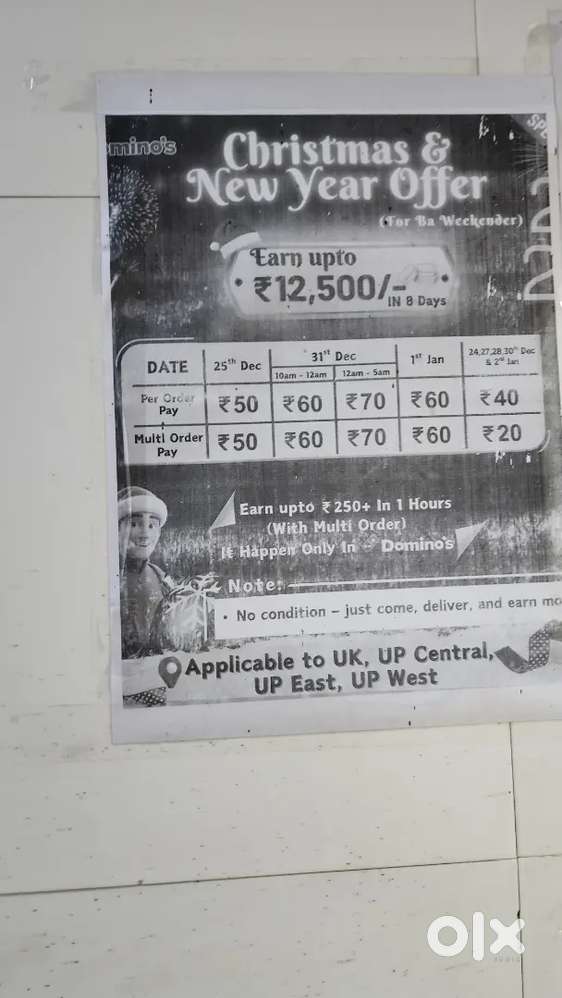 mino's
Christmas &
New Year Offer
(For Ba Weekender)
Earn upto
₹12,500/-
IN 8 Days
DATE 25th Dec 31st Dec 1st Jan 24,27,28,30th Dec & 2nd Jan
10am - 12am 12am - 5am
Per Order Pay ₹50 ₹60 ₹70 ₹60 ₹40
Multi Order Pay ₹50 ₹60 ₹70 ₹60 ₹20
Earn upto ₹250+ In 1 Hours
(With Multi Order)
It Happen Only In - Domino's
Note:
• No condition – just come, deliver, and earn mo
Applicable to UK, UP Central,
UP East, UP West
olx